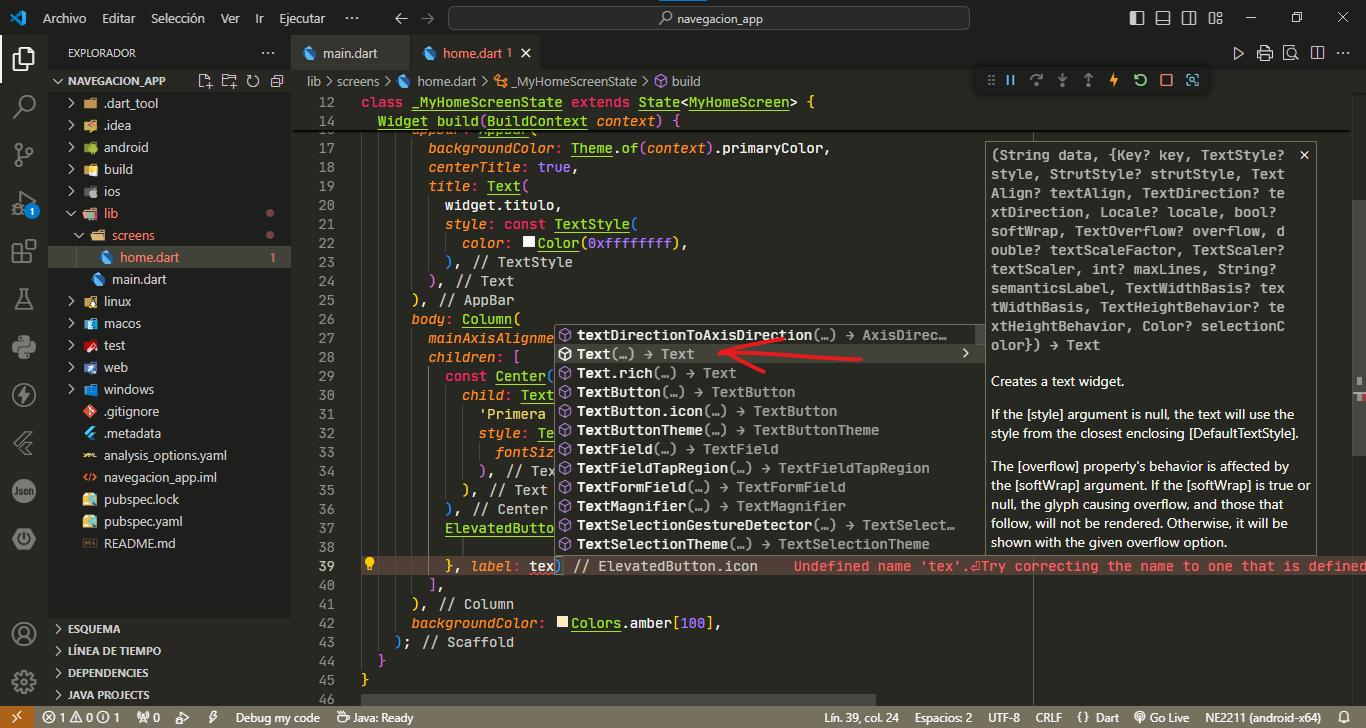 Archivo Editar Selección Ver Ir Ejecutar ··· navegacion_app
EXPLORADOR ···
NAVEGACION_APP
.dart_tool
.idea
android
build
ios
lib
screens
home.dart 1
main.dart
linux
macos
test
web
windows
.gitignore
.metadata
analysis_options.yaml
navegacion_app.iml
pubspec.lock
pubspec.yaml
README.md
ESQUEMA
LÍNEA DE TIEMPO
DEPENDENCIES
JAVA PROJECTS
1
Json
main.dart home.dart 1
lib > screens > home.dart > _MyHomeScreenState > build
12 class _MyHomeScreenState extends State<MyHomeScreen> {
14 Widget build(BuildContext context) {
17 backgroundColor: Theme.of(context).primaryColor,
18 centerTitle: true,
19 title: Text(
20 widget.titulo,
21 style: const TextStyle(
22 color: Color(0xffffffff),
23 ), // TextStyle
24 ), // Text
25 ), // AppBar
26 body: Column(
27 mainAxisAlignme
28 children: [
29 const Center(
30 child: Text
31 'Primera
32 style: Te
33 fontSiz
34 ), // Tex
35 ), // Text
36 ), // Center
37 ElevatedButto
38
39 }, label: tex) // ElevatedButton.icon Undefined name 'tex'.⏎Try correcting the name to one that is defined
40 ],
41 ), // Column
42 backgroundColor: Colors.amber[100],
43 ); // Scaffold
44 }
45 }
46
textDirectionToAxisDirection(…) → AxisDirec…
Text(…) → Text
Text.rich(…) → Text
TextButton(…) → TextButton
TextButton.icon(…) → TextButton
TextButtonTheme(…) → TextButtonTheme
TextField(…) → TextField
TextFieldTapRegion(…) → TextFieldTapRegion
TextFormField(…) → TextFormField
TextMagnifier(…) → TextMagnifier
TextSelectionGestureDetector(…) → TextSelect…
TextSelectionTheme(…) → TextSelectionTheme
(String data, {Key? key, TextStyle?
style, StrutStyle? strutStyle, Text
Align? textAlign, TextDirection? te
xtDirection, Locale? locale, bool?
softWrap, TextOverflow? overflow, d
ouble? textScaleFactor, TextScaler?
textScaler, int? maxLines, String?
semanticsLabel, TextWidthBasis? tex
tWidthBasis, TextHeightBehavior? te
xtHeightBehavior, Color? selectionC
olor}) → Text
Creates a text widget.
If the [style] argument is null, the text will use the
style from the closest enclosing [DefaultTextStyle].
The [overflow] property's behavior is affected by
the [softWrap] argument. If the [softWrap] is true or
null, the glyph causing overflow, and those that
follow, will not be rendered. Otherwise, it will be
shown with the given overflow option.
1 0 1 0 Debug my code Java: Ready Lín. 39, col. 24 Espacios: 2 UTF-8 CRLF {} Dart Go Live NE2211 (android-x64)